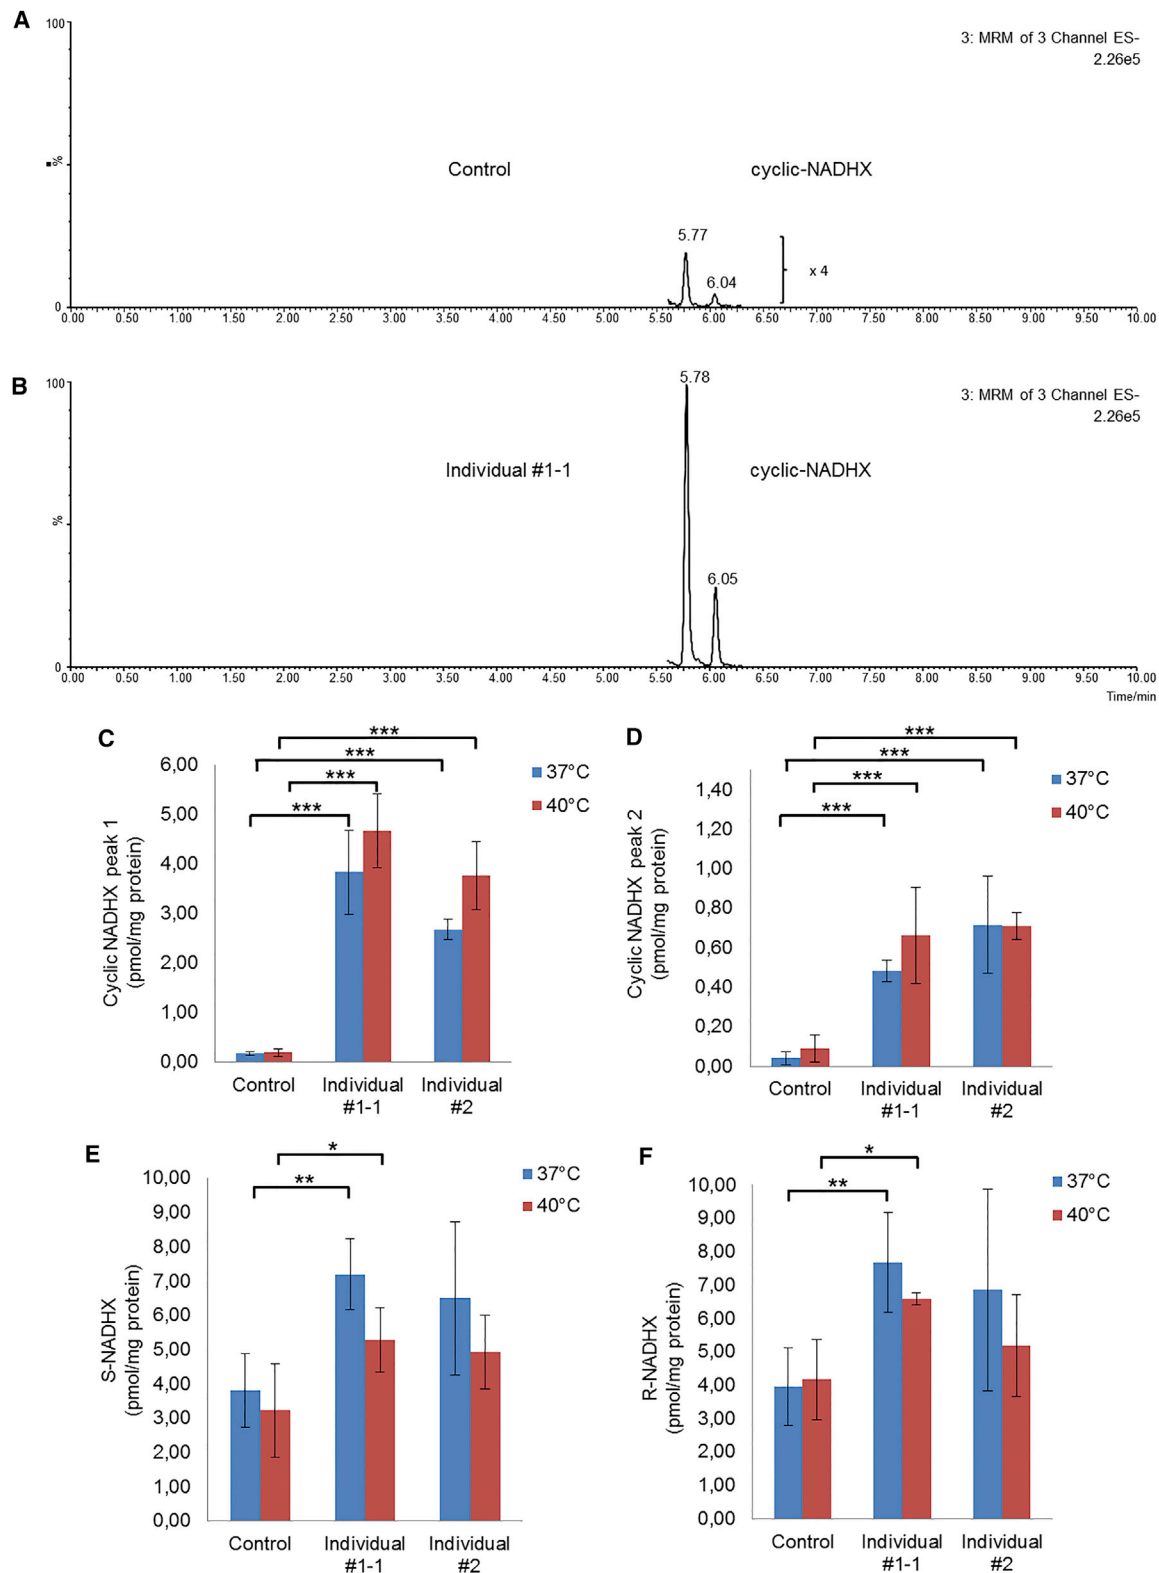 A
100
3: MRM of 3 Channel ES-
2.26e5
%
Control
cyclic-NADHX
5.77
6.04
x 4
0
0.00 0.50 1.00 1.50 2.00 2.50 3.00 3.50 4.00 4.50 5.00 5.50 6.00 6.50 7.00 7.50 8.00 8.50 9.00 9.50 10.00
B
100
5.78
3: MRM of 3 Channel ES-
2.26e5
Individual #1-1
cyclic-NADHX
%
6.05
0
0.00 0.50 1.00 1.50 2.00 2.50 3.00 3.50 4.00 4.50 5.00 5.50 6.00 6.50 7.00 7.50 8.00 8.50 9.00 9.50 10.00
Time/min
C
***
***
***
***
37°C
40°C
Cyclic NADHX peak 1
(pmol/mg protein)
6,00
5,00
4,00
3,00
2,00
1,00
0,00
Control
Individual
#1-1
Individual
#2
D
***
***
***
***
37°C
40°C
Cyclic NADHX peak 2
(pmol/mg protein)
1,40
1,20
1,00
0,80
0,60
0,40
0,20
0,00
Control
Individual
#1-1
Individual
#2
E
*
**
37°C
40°C
S-NADHX
(pmol/mg protein)
10,00
9,00
8,00
7,00
6,00
5,00
4,00
3,00
2,00
1,00
0,00
Control
Individual
#1-1
Individual
#2
F
*
**
37°C
40°C
R-NADHX
(pmol/mg protein)
10,00
9,00
8,00
7,00
6,00
5,00
4,00
3,00
2,00
1,00
0,00
Control
Individual
#1-1
Individual
#2